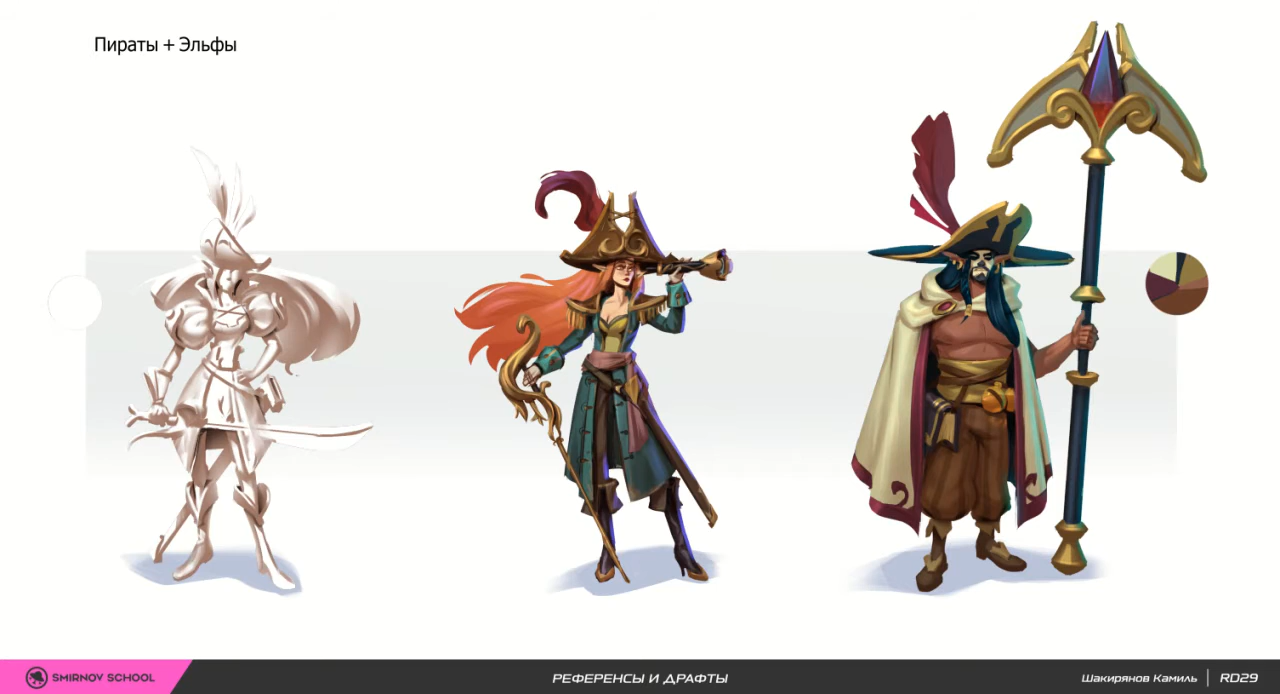 Пираты + Эльфы
SMIRNOV SCHOOL
РЕФЕРЕНСЫ И ДРАФТЫ
Шакирянов Камиль
RD29